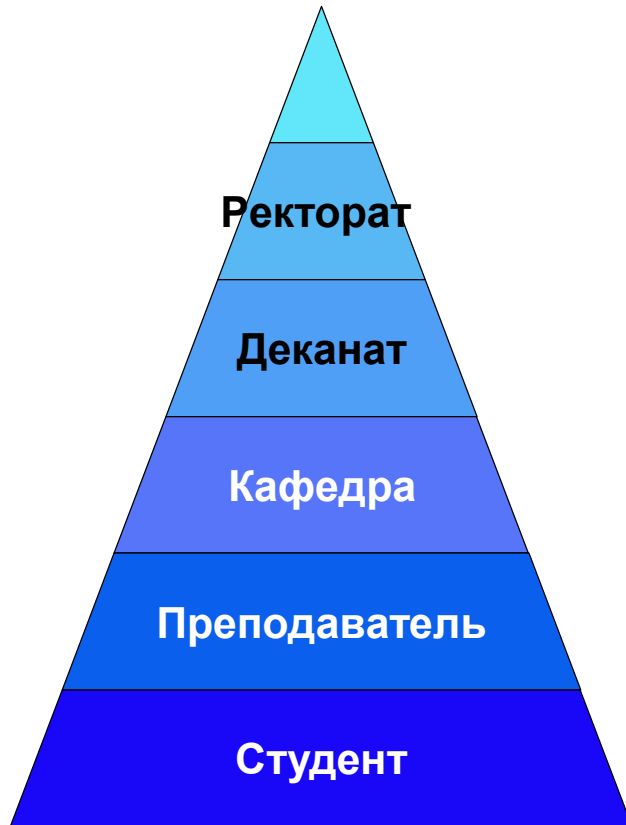 Ректорат
Деканат
Кафедра
Преподаватель
Студент